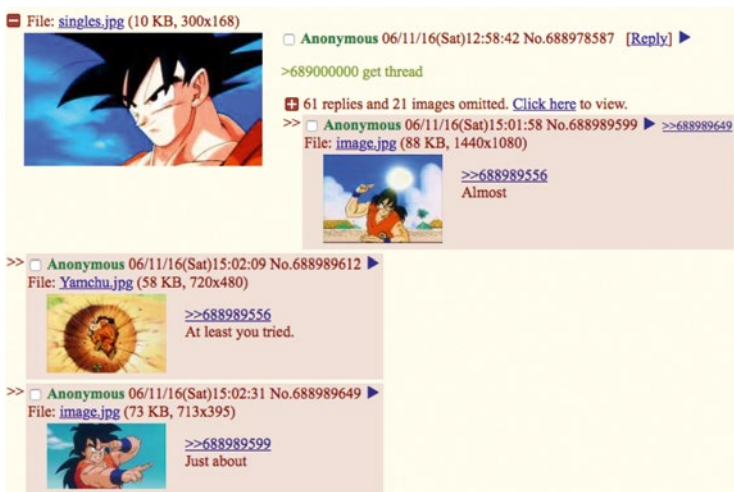 File: singles.jpg (10 KB, 300x168)
Anonymous 06/11/16(Sat)12:58:42 No.688978587 [Reply] ▶
>689000000 get thread
61 replies and 21 images omitted. Click here to view.
>> Anonymous 06/11/16(Sat)15:01:58 No.688989599 ▶ >>688989649
File: image.jpg (88 KB, 1440x1080)
>>688989556
Almost
>> Anonymous 06/11/16(Sat)15:02:09 No.688989612 ▶
File: Yamchu.jpg (58 KB, 720x480)
>>688989556
At least you tried.
>> Anonymous 06/11/16(Sat)15:02:31 No.688989649 ▶
File: image.jpg (73 KB, 713x395)
>>688989599
Just about